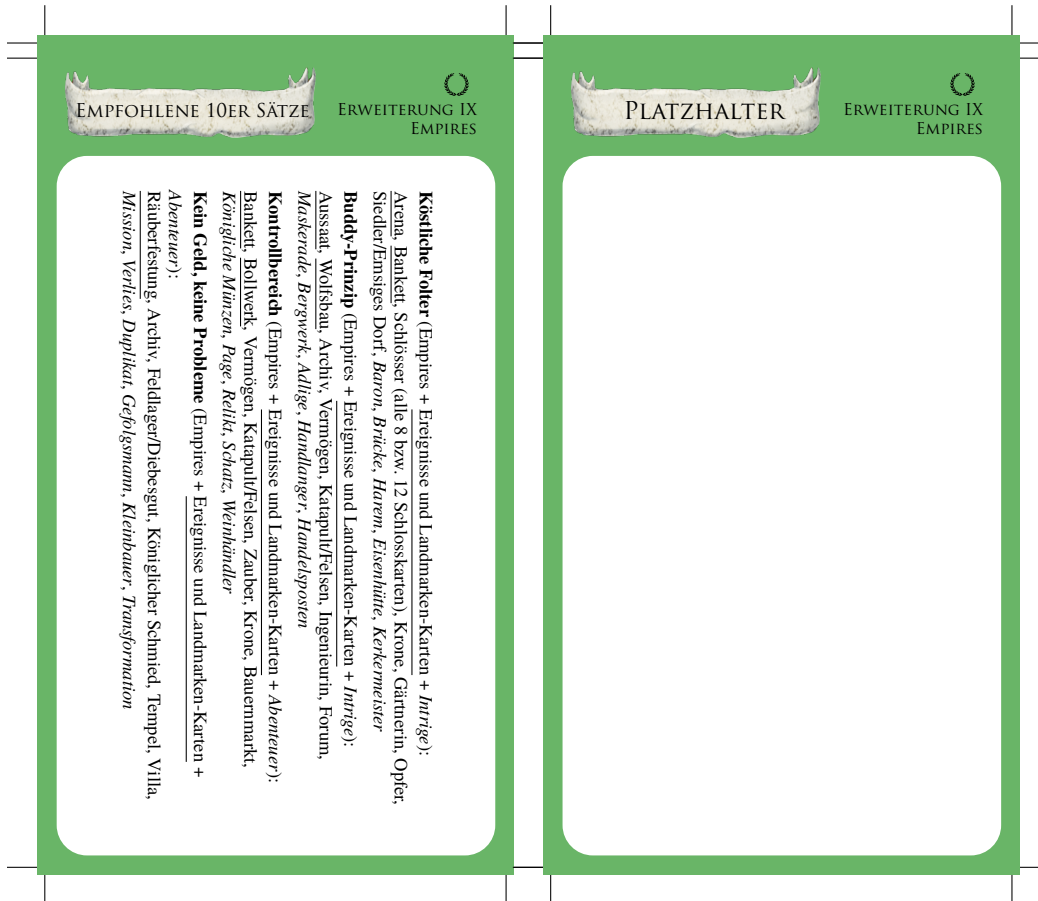 EMPFOHLENE 10ER SÄTZE
ERWEITERUNG IX
EMPIRES
Köstliche Folter (Empires + Ereignisse und Landmarken-Karten + Intrige):
Arena, Bankett, Schlösser (alle 8 bzw. 12 Schlosskarten), Krone, Gärtnerin, Opfer,
Siedler/Emsiges Dorf, Baron, Brücke, Harem, Eisenhütte, Kerkermeister
Buddy-Prinzip (Empires + Ereignisse und Landmarken-Karten + Intrige):
Aussaat, Wolfsbau, Archiv, Vermögen, Katapult/Felsen, Ingenieurin, Forum,
Maskerade, Bergwerk, Adlige, Handlanger, Handelsposten
Kontrollbereich (Empires + Ereignisse und Landmarken-Karten + Abenteuer):
Bankett, Bollwerk, Vermögen, Katapult/Felsen, Zauber, Krone, Bauernmarkt,
Königliche Münzen, Page, Relikt, Schatz, Weinhändler
Kein Geld, keine Probleme (Empires + Ereignisse und Landmarken-Karten +
Abenteuer):
Räuberfestung, Archiv, Feldlager/Diebesgut, Königlicher Schmied, Tempel, Villa,
Mission, Verlies, Duplikat, Gefolgsmann, Kleinbauer, Transformation
PLATZHALTER
ERWEITERUNG IX
EMPIRES